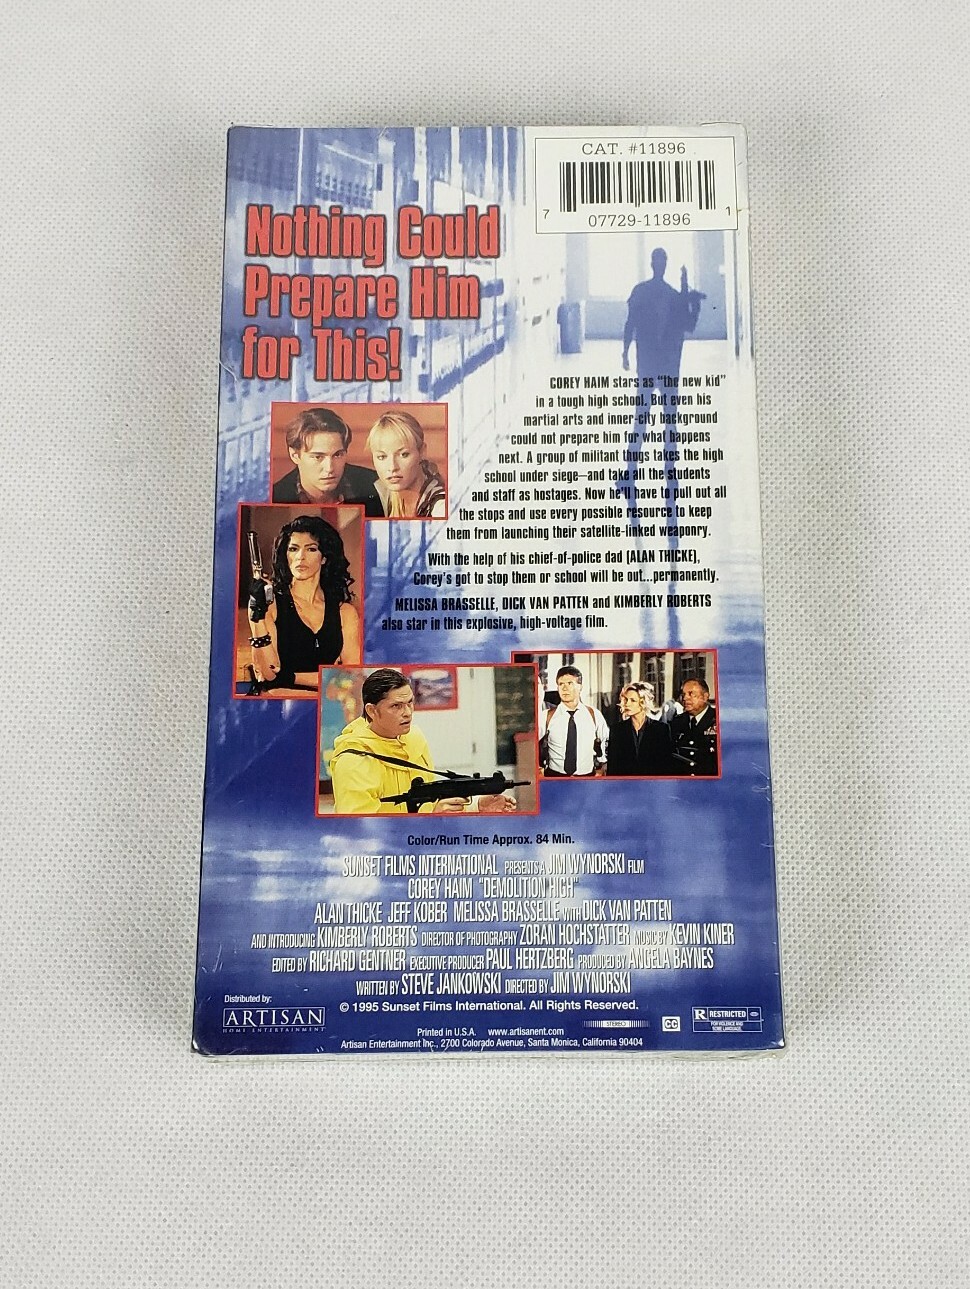 CAT. #11896
7 07729-11896 1
Nothing Could
Prepare Him
for This!
COREY HAIM stars as "the new kid"
in a tough high school. But even his
martial arts and inner-city background
could not prepare him for what happens
next. A group of militant thugs takes the high
school under siege—and take all the students
and staff as hostages. Now he'll have to pull out all
the stops and use every possible resource to keep
them from launching their satellite-linked weaponry.
With the help of his chief-of-police dad (ALAN THICKE),
Corey's got to stop them or school will be out...permanently.
MELISSA BRASSELLE, DICK VAN PATTEN and KIMBERLY ROBERTS
also star in this explosive, high-voltage film.
Color/Run Time Approx. 84 Min.
SUNSET FILMS INTERNATIONAL PRESENTS A JIM WYNORSKI FILM
COREY HAIM "DEMOLITION HIGH"
ALAN THICKE JEFF KOBER MELISSA BRASSELLE WITH DICK VAN PATTEN
AND INTRODUCING KIMBERLY ROBERTS DIRECTOR OF PHOTOGRAPHY ZORAN HOCHSTATTER MUSIC BY KEVIN KINER
EDITED BY RICHARD GENTNER EXECUTIVE PRODUCER PAUL HERTZBERG PRODUCED BY ANGELA BAYNES
WRITTEN BY STEVE JANKOWSKI DIRECTED BY JIM WYNORSKI
© 1995 Sunset Films International. All Rights Reserved.
Distributed by:
ARTISAN
HOME ENTERTAINMENT
Printed in U.S.A. www.artisanent.com
Artisan Entertainment Inc., 2700 Colorado Avenue, Santa Monica, California 90404
STEREO
CC
R RESTRICTED
FOR VIOLENCE AND
SOME LANGUAGE.